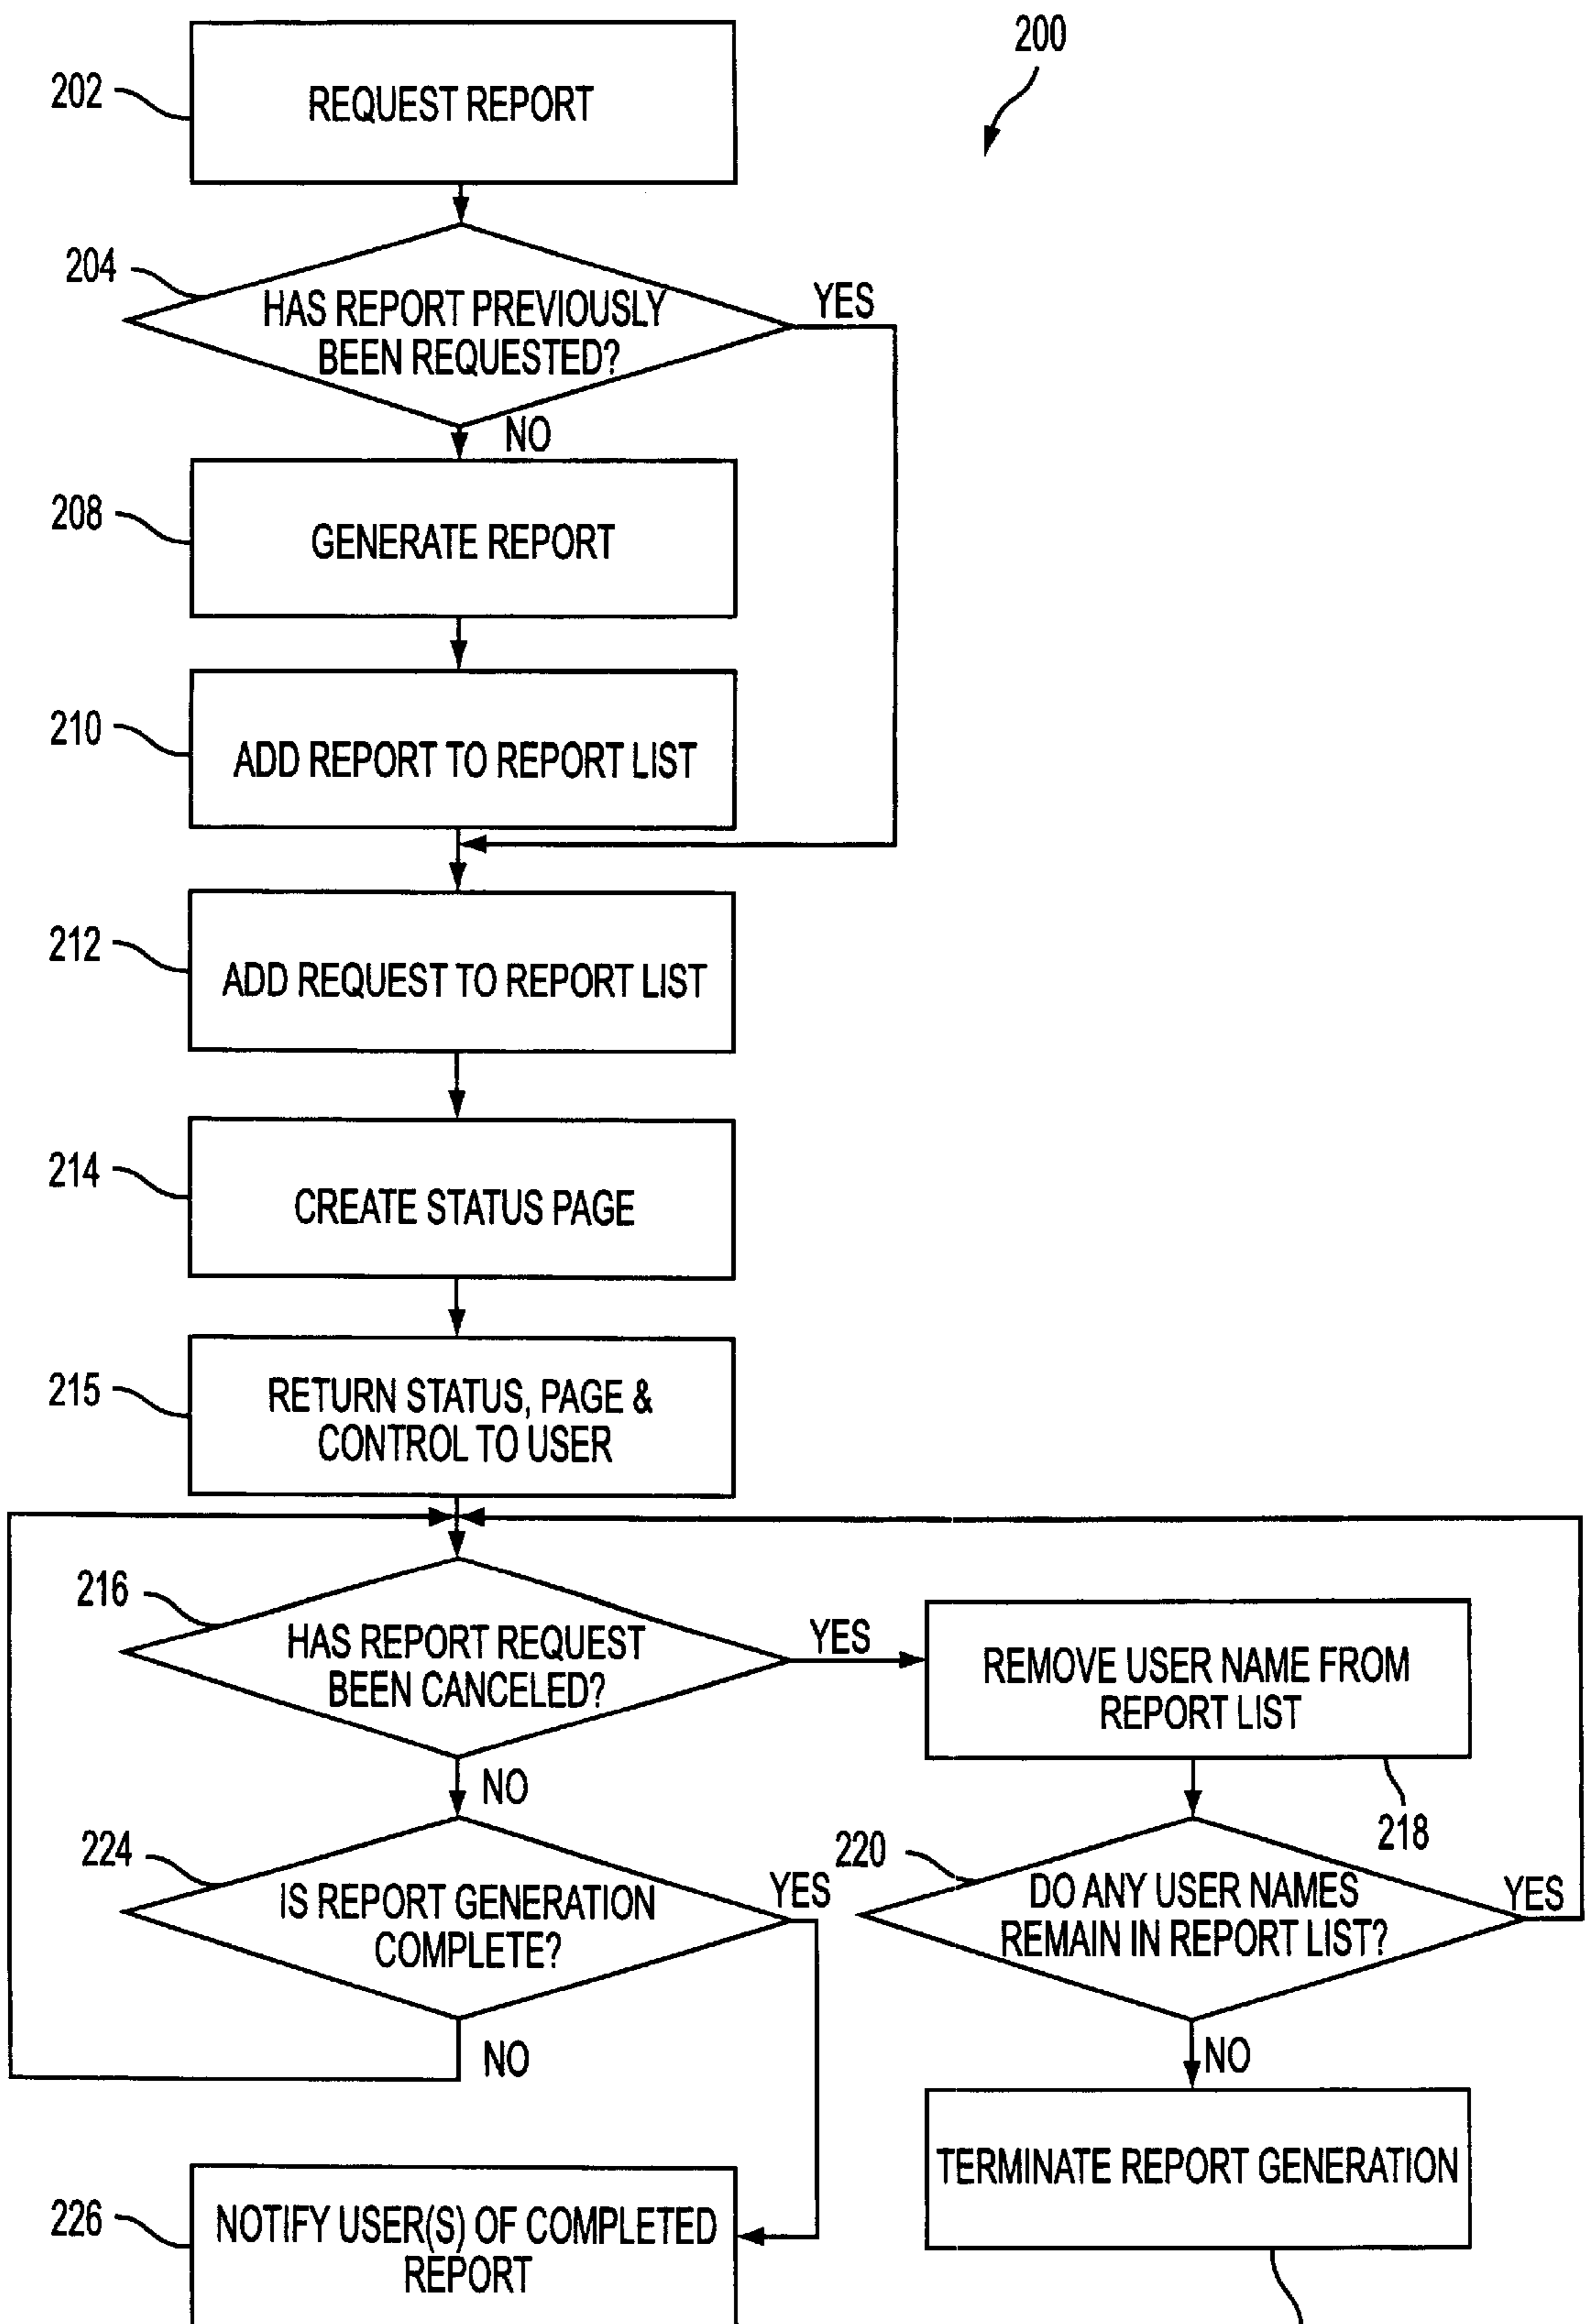 200
202
REQUEST REPORT
204
HAS REPORT PREVIOUSLY
BEEN REQUESTED?
YES
NO
208
GENERATE REPORT
210
ADD REPORT TO REPORT LIST
212
ADD REQUEST TO REPORT LIST
214
CREATE STATUS PAGE
215
RETURN STATUS, PAGE &
CONTROL TO USER
216
HAS REPORT REQUEST
BEEN CANCELED?
YES
NO
REMOVE USER NAME FROM
REPORT LIST
218
224
IS REPORT GENERATION
COMPLETE?
YES
NO
220
DO ANY USER NAMES
REMAIN IN REPORT LIST?
YES
NO
TERMINATE REPORT GENERATION
226
NOTIFY USER(S) OF COMPLETED
REPORT